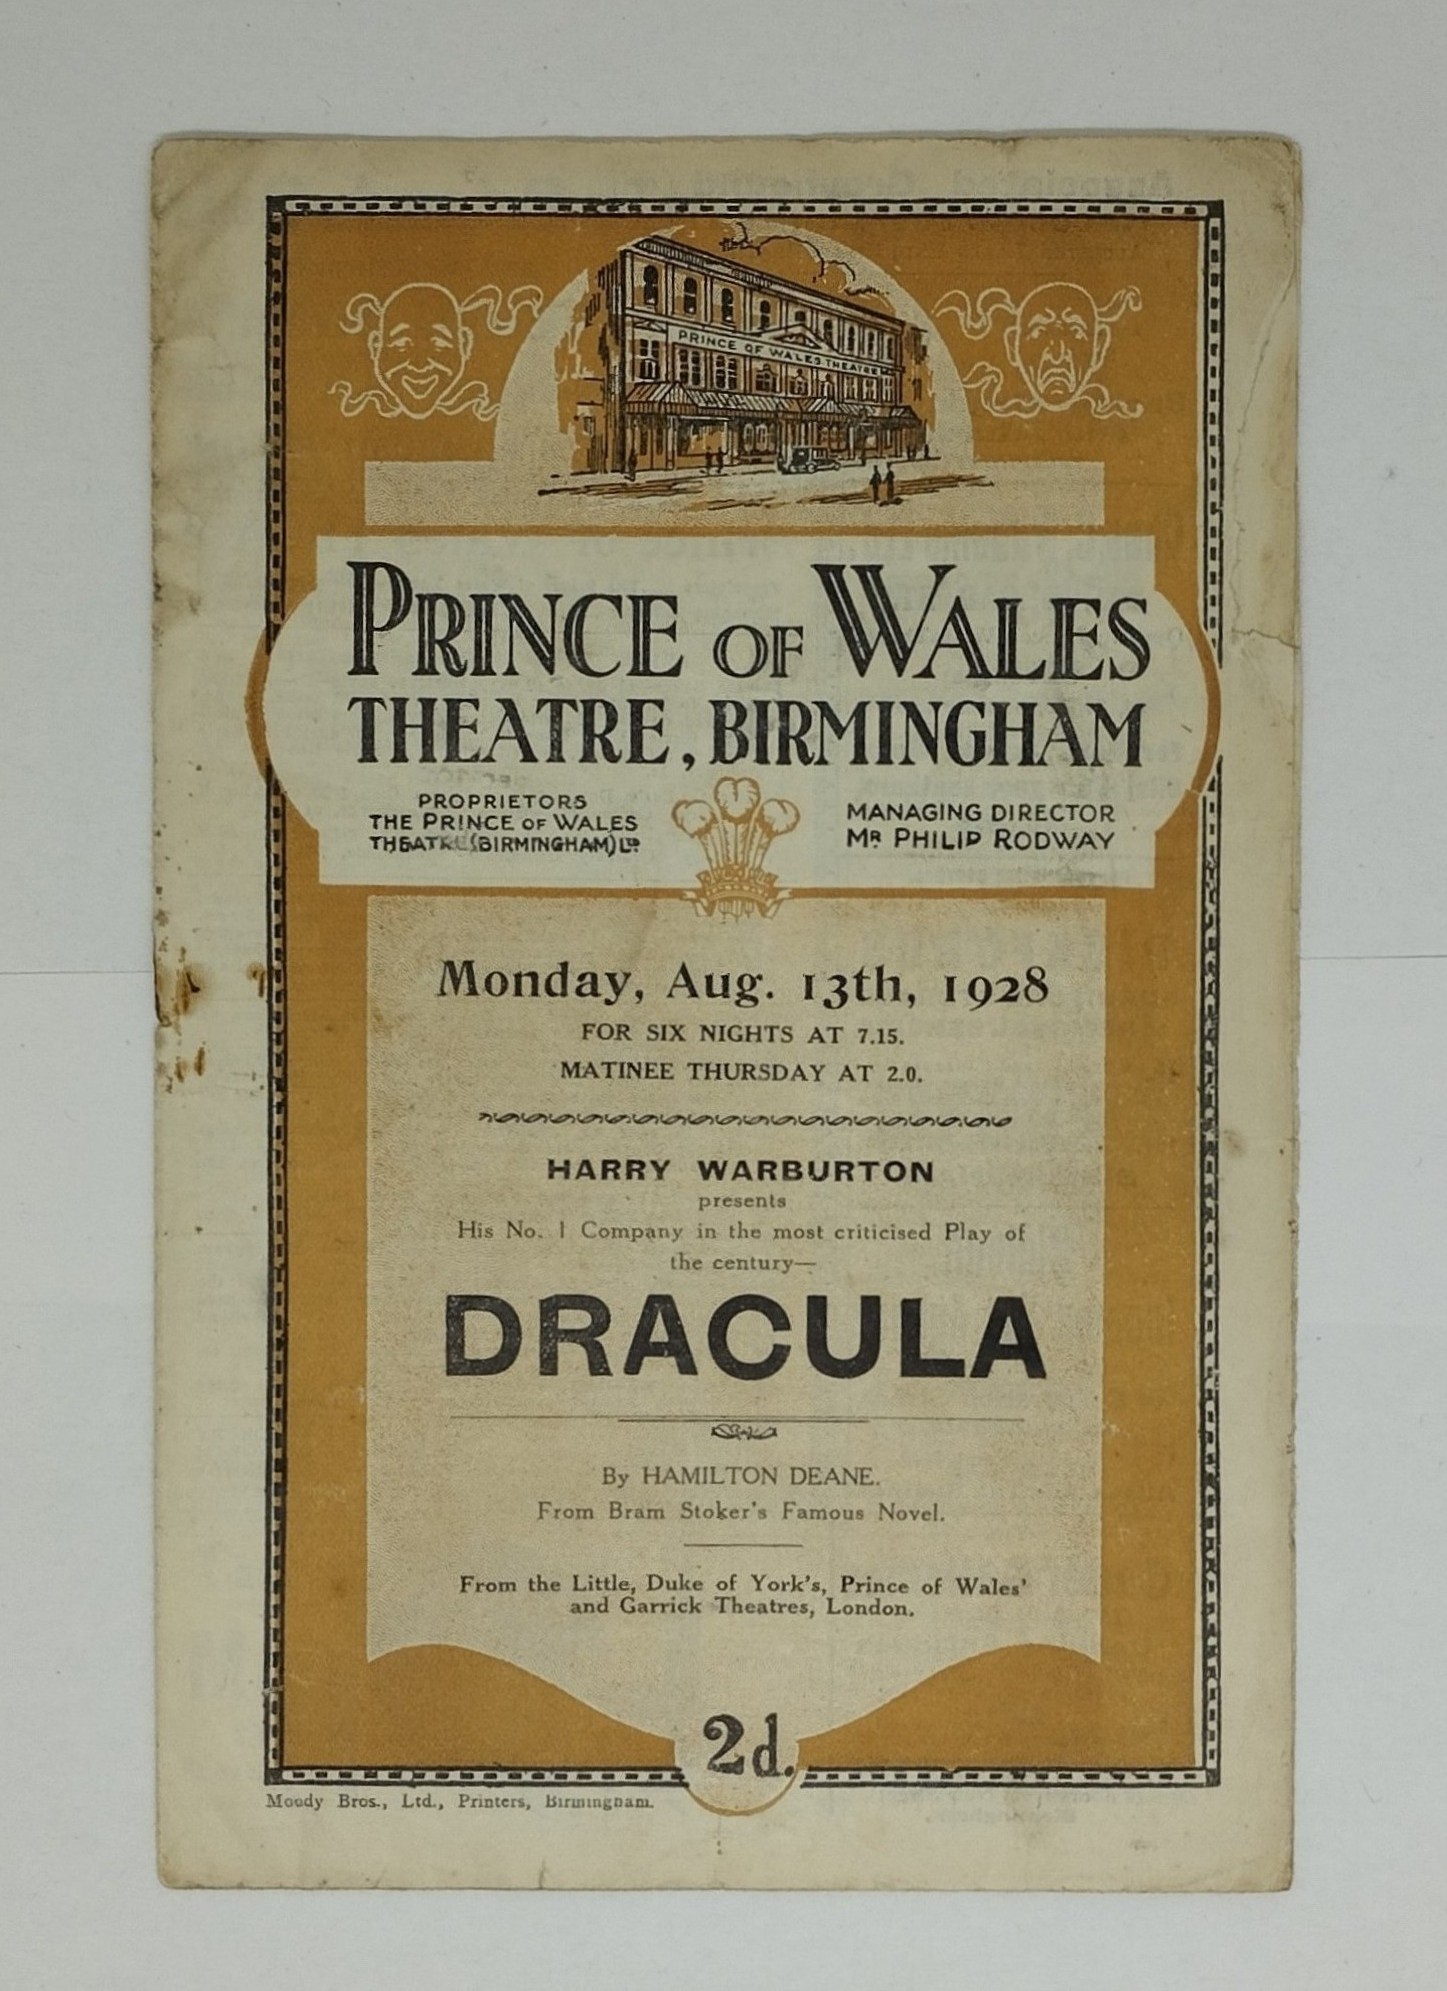 PRINCE OF WALES THEATRE
PRINCE OF WALES
THEATRE, BIRMINGHAM
PROPRIETORS
THE PRINCE OF WALES
THEATRE (BIRMINGHAM) LTD
MANAGING DIRECTOR
MR PHILIP RODWAY
Monday, Aug. 13th, 1928
FOR SIX NIGHTS AT 7.15.
MATINEE THURSDAY AT 2.0.
HARRY WARBURTON
presents
His No. 1 Company in the most criticised Play of
the century—
DRACULA
By HAMILTON DEANE.
From Bram Stoker's Famous Novel.
From the Little, Duke of York's, Prince of Wales'
and Garrick Theatres, London.
2d.
Moody Bros., Ltd., Printers, Birmingham.